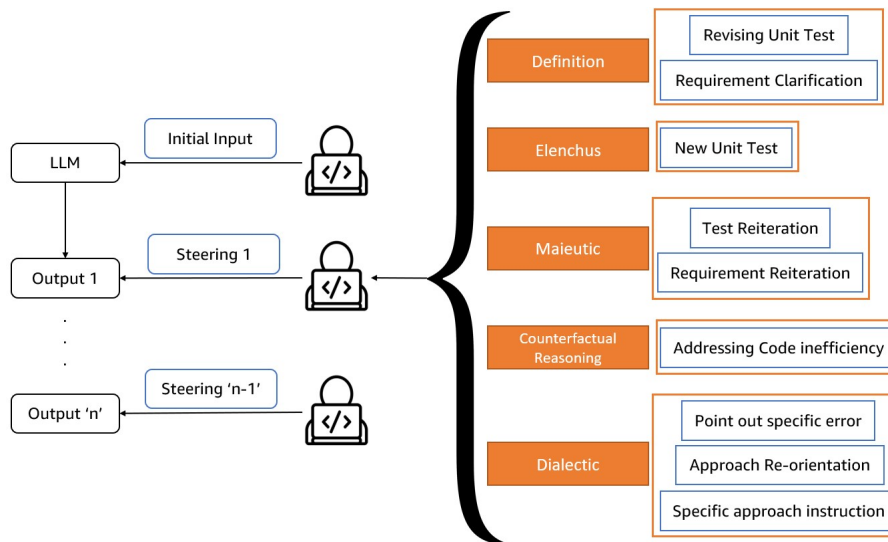 Initial Input
LLM
</>
Steering 1
Output 1
</>
.
.
.
Steering ‘n-1’
Output ‘n’
</>
Definition
Revising Unit Test
Requirement Clarification
Elenchus
New Unit Test
Maieutic
Test Reiteration
Requirement Reiteration
Counterfactual
Reasoning
Addressing Code inefficiency
Dialectic
Point out specific error
Approach Re-orientation
Specific approach instruction